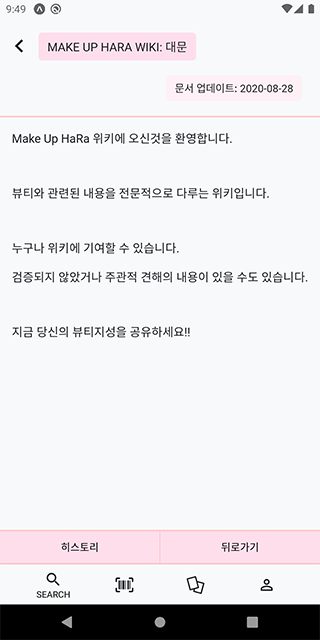 9:49
MAKE UP HARA WIKI: 대문
문서 업데이트: 2020-08-28
Make Up HaRa 위키에 오신것을 환영합니다.
뷰티와 관련된 내용을 전문적으로 다루는 위키입니다.
누구나 위키에 기여할 수 있습니다.
검증되지 않았거나 주관적 견해의 내용이 있을 수도 있습니다.
지금 당신의 뷰티지성을 공유하세요!!
히스토리
뒤로가기
SEARCH